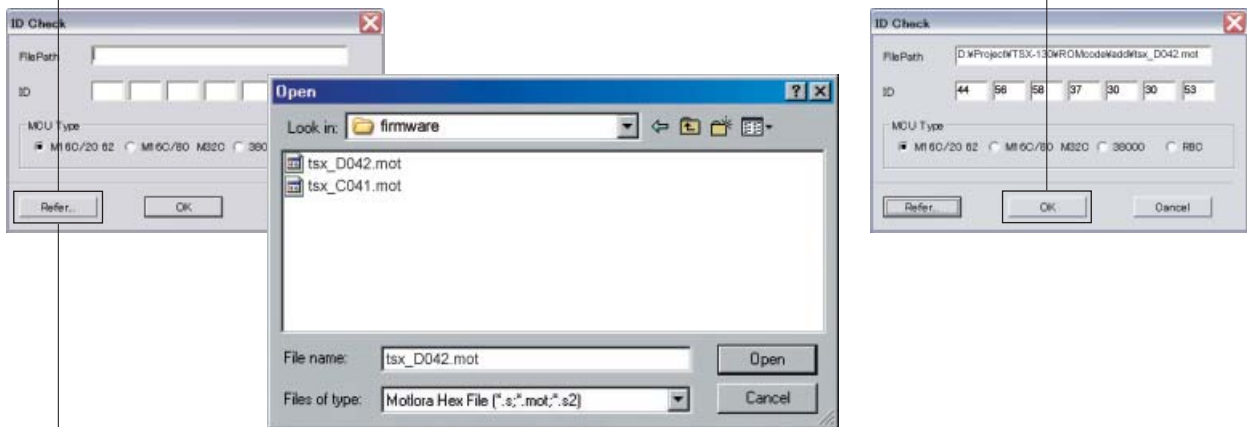 ID Check
FilePath
ID
MCU Type
M16C/20 62 M16C/80 M32C 380
Refer... OK
Open
Look in: firmware
tsx_D042.mot
tsx_C041.mot
File name: tsx_D042.mot Open
Files of type: Motlora Hex File (*.s;*.mot;*.s2) Cancel
ID Check
FilePath D:¥Project¥TSX-130¥ROMcode¥add¥tsx_D042.mot
ID 44 56 58 37 30 30 53
MCU Type
M16C/20 62 M16C/80 M32C 38000 R8C
Refer... OK Cancel